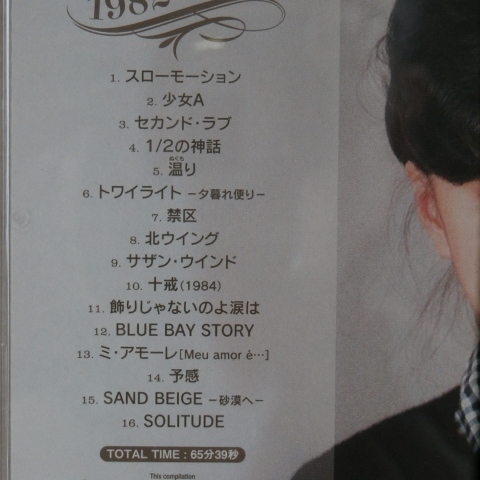 1982
1. スローモーション
2. 少女A
3. セカンド・ラブ
4. 1/2の神話
ぬくも
5. 温り
6. トワイライト −夕暮れ便り−
7. 禁区
8. 北ウイング
9. サザン・ウインド
10. 十戒(1984)
11. 飾りじゃないのよ涙は
12. BLUE BAY STORY
13. ミ・アモーレ[Meu amor é…]
14. 予感
15. SAND BEIGE −砂漠へ−
16. SOLITUDE
TOTAL TIME : 65分39秒
This compilation